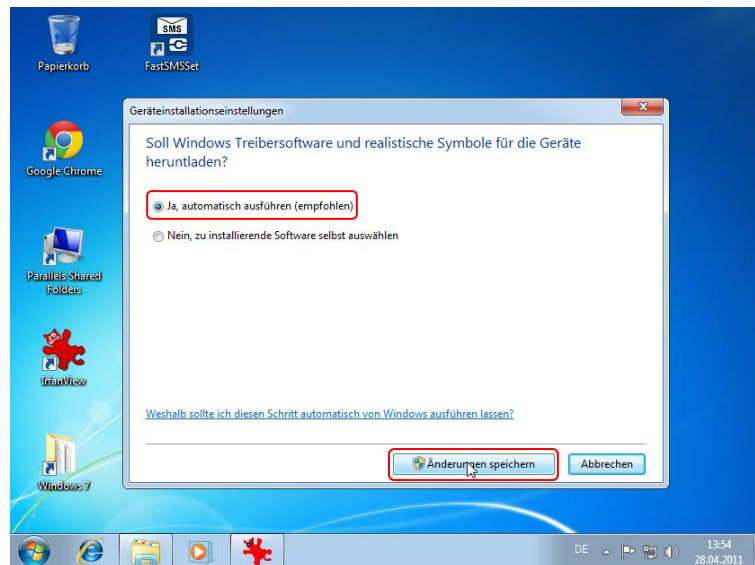 SMS
Papierkorb
FastSMSSet
Geräteinstallationseinstellungen
Soll Windows Treibersoftware und realistische Symbole für die Geräte
heruntladen?
Google Chrome
Ja, automatisch ausführen (empfohlen)
Nein, zu installierende Software selbst auswählen
Parallels Shared
Folders
IrfanView
Weshalb sollte ich diesen Schritt automatisch von Windows ausführen lassen?
Änderungen speichern
Abbrechen
Windows 7
DE
13:54
28.04.2011